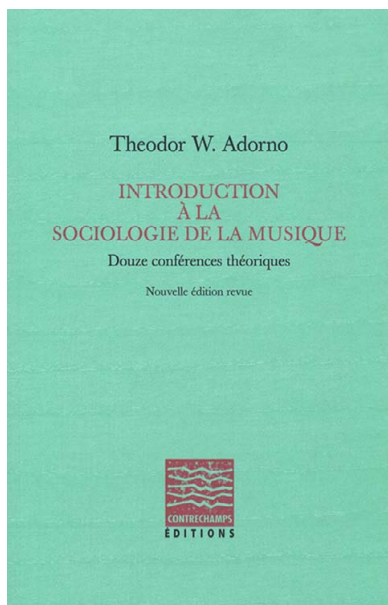 Theodor W. Adorno
INTRODUCTION
À LA
SOCIOLOGIE DE LA MUSIQUE
Douze conférences théoriques
Nouvelle édition revue
CONTRECHAMPS
ÉDITIONS